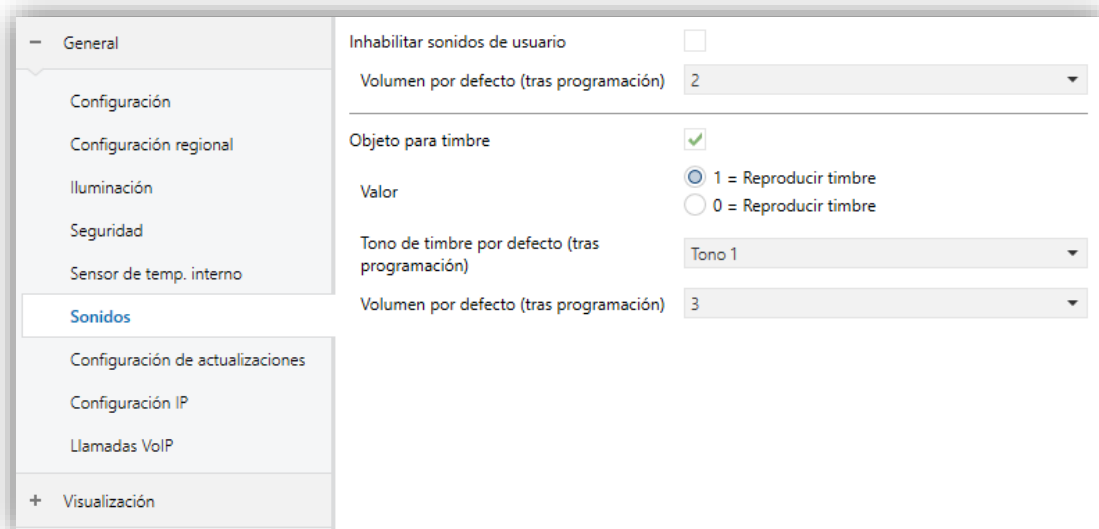 General
Configuración
Configuración regional
Iluminación
Seguridad
Sensor de temp. interno
Sonidos
Configuración de actualizaciones
Configuración IP
Llamadas VoIP
Visualización
Inhabilitar sonidos de usuario
Volumen por defecto (tras programación) 2
Objeto para timbre
Valor
1 = Reproducir timbre
0 = Reproducir timbre
Tono de timbre por defecto (tras
programación)
Tono 1
Volumen por defecto (tras programación) 3